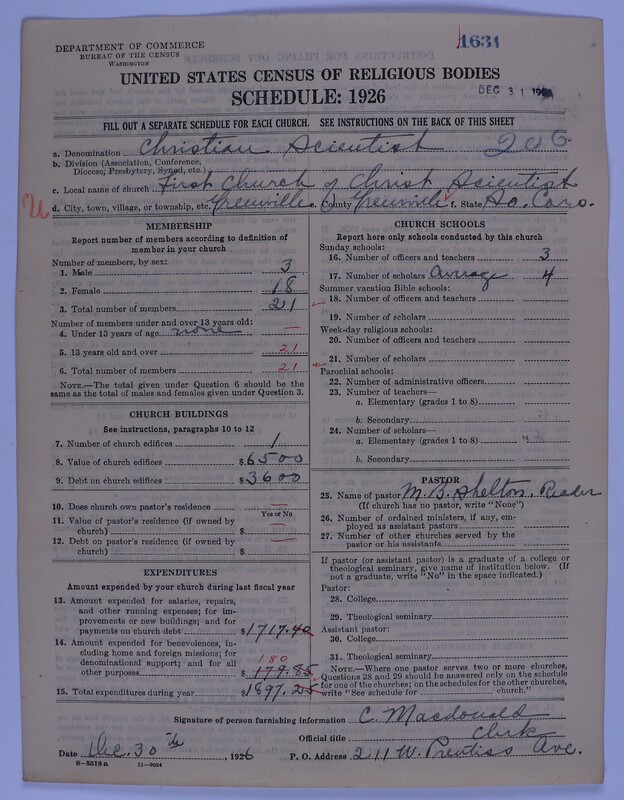 1631
DEPARTMENT OF COMMERCE
BUREAU OF THE CENSUS
WASHINGTON
UNITED STATES CENSUS OF RELIGIOUS BODIES
DEC 31
SCHEDULE: 1926
FILL OUT A SEPARATE SCHEDULE FOR EACH CHURCH. SEE INSTRUCTIONS ON THE BACK OF THIS SHEET
a. Denomination Christian Scientist 206
b. Division (Association, Conference,
Diocese, Presbytery, Synod, etc.)
c. Local name of church First Church of Christ Scientist
d. City, town, village, or township, etc. Greenville e. County Greenville f. State So. Caro.
MEMBERSHIP
Report number of members according to definition of
member in your church
Number of members, by sex:
1. Male 3
2. Female 18
3. Total number of members 21
Number of members under and over 13 years old:
4. Under 13 years of age none —
5. 13 years old and over 21
6. Total number of members 21
NOTE.—The total given under Question 6 should be the
same as the total of males and females given under Question 3.
CHURCH BUILDINGS
See instructions, paragraphs 10 to 12
7. Number of church edifices 1
8. Value of church edifices $6500
9. Debt on church edifices $3600
10. Does church own pastor's residence —
Yes or No
11. Value of pastor's residence (if owned by
church) $ —
12. Debt on pastor's residence (if owned by
church) $ —
EXPENDITURES
Amount expended by your church during last fiscal year
13. Amount expended for salaries, repairs,
and other running expenses; for im-
provements or new buildings; and for
payments on church debt $1717.40
14. Amount expended for benevolences, in-
cluding home and foreign missions; for
denominational support; and for all
180
other purposes $179.85
15. Total expenditures during year $1897.25
CHURCH SCHOOLS
Report here only schools conducted by this church
Sunday schools:
16. Number of officers and teachers 3
17. Number of scholars average 4
Summer vacation Bible schools:
18. Number of officers and teachers
19. Number of scholars
Week-day religious schools:
20. Number of officers and teachers
21. Number of scholars
Parochial schools:
22. Number of administrative officers
23. Number of teachers—
a. Elementary (grades 1 to 8)
b. Secondary
24. Number of scholars—
a. Elementary (grades 1 to 8)
b. Secondary
PASTOR
25. Name of pastor M. B. Shelton, Reader
(If church has no pastor, write "None")
26. Number of ordained ministers, if any, em-
ployed as assistant pastors
27. Number of other churches served by the
pastor or his assistants
If pastor (or assistant pastor) is a graduate of a college or
theological seminary, give name of institution below. (If
not a graduate, write "No" in the space indicated.)
Pastor:
28. College
29. Theological seminary
Assistant pastor:
30. College
31. Theological seminary
NOTE.—Where one pastor serves two or more churches,
Questions 28 and 29 should be answered only on the schedule
for one of the churches; on the schedules for the other churches,
write "See schedule for church."
Signature of person furnishing information C. Macdonald
Official title Clerk
Date Dec. 30th, 1926 P. O. Address 211 W. Prentiss Ave.
8—5518a 11—9054